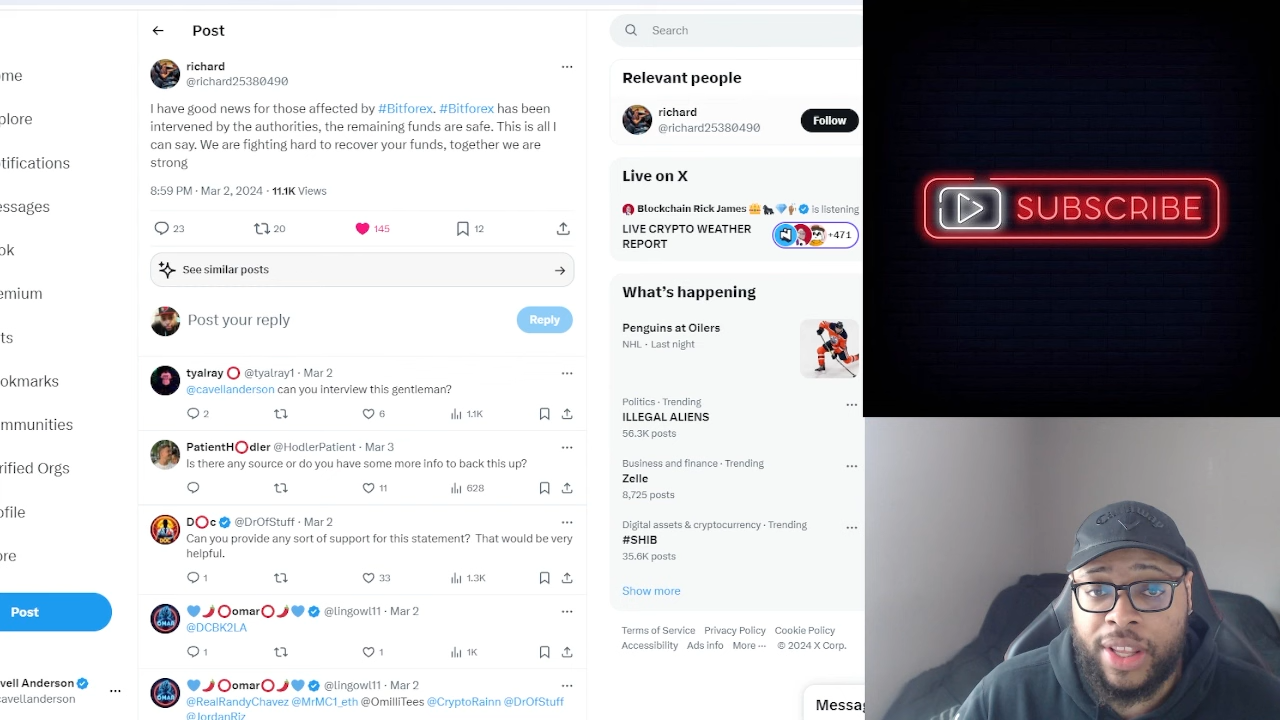 Post
Search
richard
@richard25380490
I have good news for those affected by #Bitforex. #Bitforex has been
intervened by the authorities, the remaining funds are safe. This is all I
can say. We are fighting hard to recover your funds, together we are
strong
8:59 PM · Mar 2, 2024 · 11.1K Views
23
20
145
12
See similar posts
Post your reply
Reply
tyalray @tyalray1 · Mar 2
@cavellanderson can you interview this gentleman?
2
6
1.1K
PatientH⭕dler @HodlerPatient · Mar 3
Is there any source or do you have some more info to back this up?
11
628
D⭕c @DrOfStuff · Mar 2
Can you provide any sort of support for this statement? That would be very
helpful.
1
33
1.3K
omar @lingowl11 · Mar 2
@DCBK2LA
1
1
1K
omar @lingowl11 · Mar 2
@RealRandyChavez @MrMC1_eth @OmilliTees @CryptoRainn @DrOfStuff
@JordanRiz
ome
plore
otifications
essages
ok
emium
ts
okmarks
mmunities
rified Orgs
ofile
ore
Post
vell Anderson
cavellanderson
Relevant people
richard
@richard25380490
Follow
Live on X
Blockchain Rick James is listening
LIVE CRYPTO WEATHER
REPORT
+471
What's happening
Penguins at Oilers
NHL · Last night
Politics · Trending
ILLEGAL ALIENS
56.3K posts
Business and finance · Trending
Zelle
8,725 posts
Digital assets & cryptocurrency · Trending
#SHIB
35.6K posts
Show more
Terms of Service Privacy Policy Cookie Policy
Accessibility Ads info More ··· © 2024 X Corp.
Messag
SUBSCRIBE